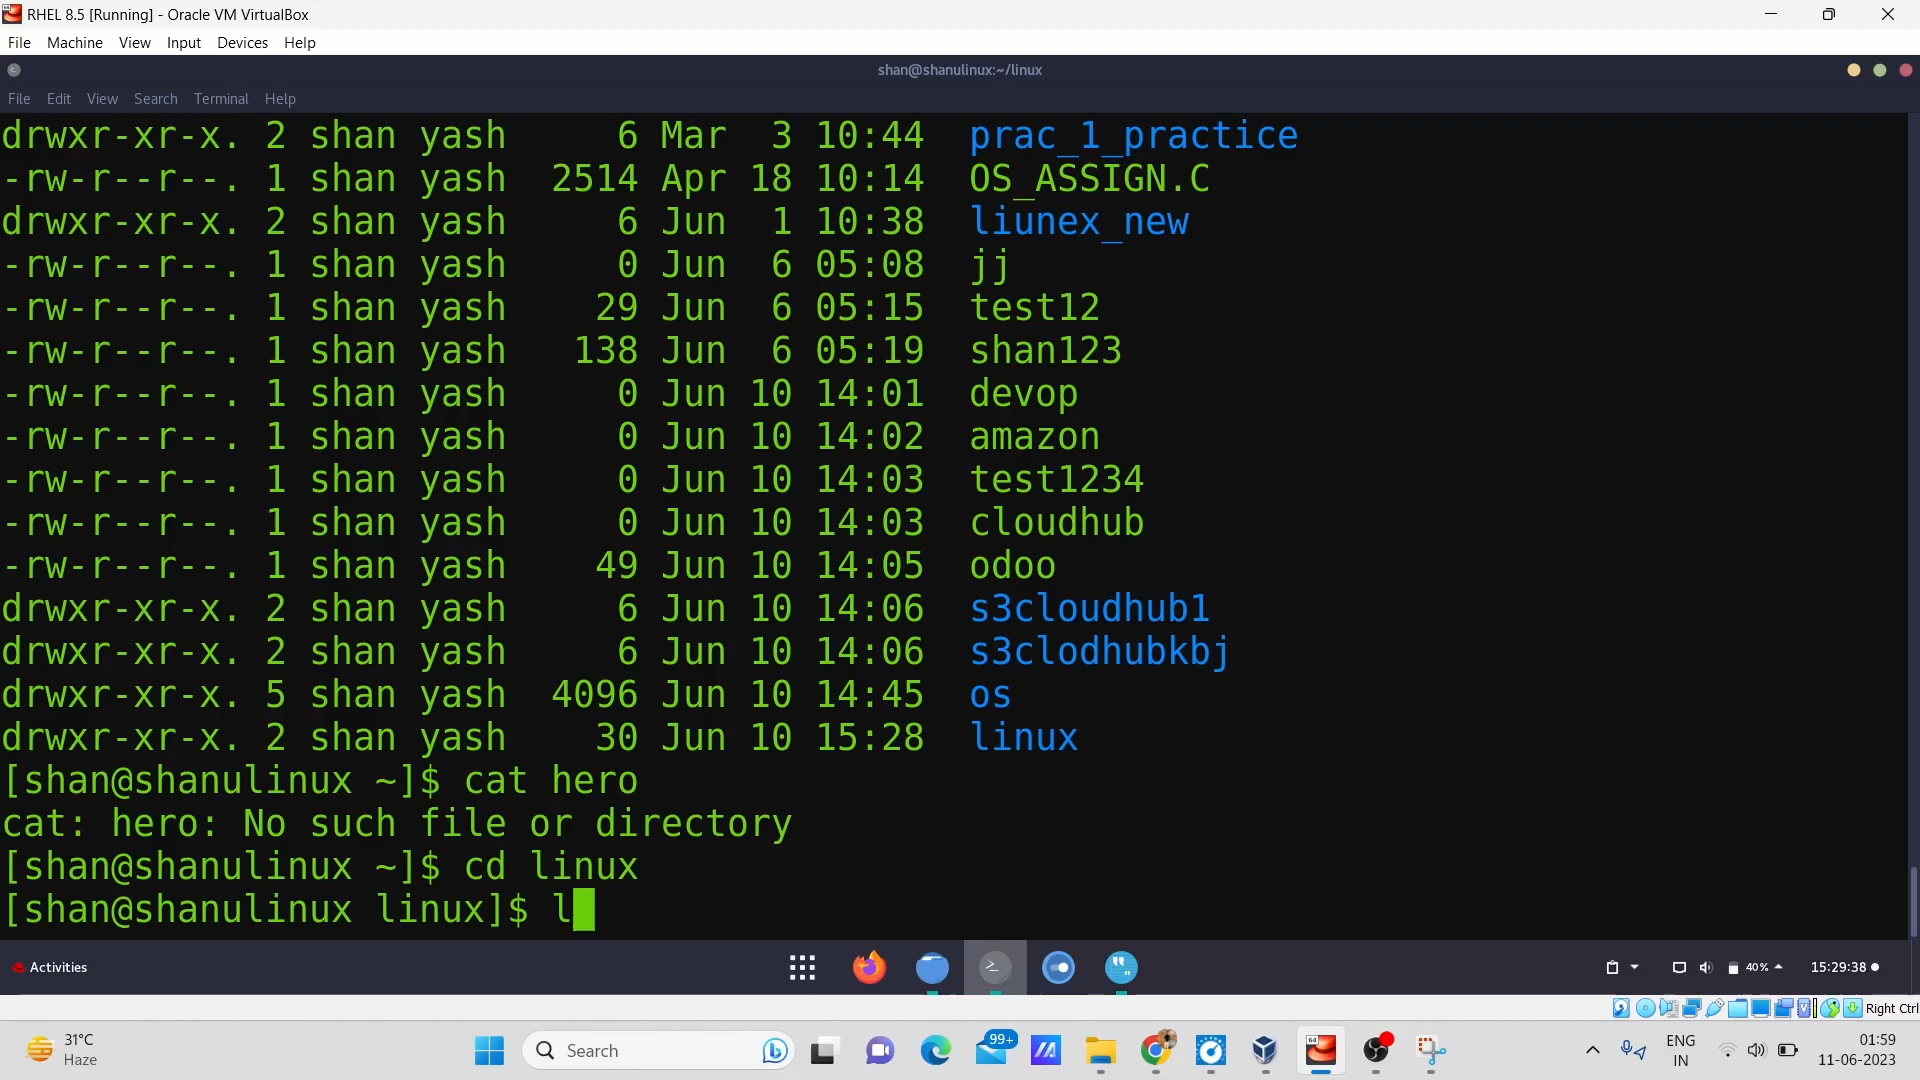 RHEL 8.5 [Running] - Oracle VM VirtualBox
File Machine View Input Devices Help
shan@shanulinux:~/linux
File Edit View Search Terminal Help
drwxr-xr-x. 2 shan yash    6 Mar  3 10:44  prac_1_practice
-rw-r--r--. 1 shan yash 2514 Apr 18 10:14  OS_ASSIGN.C
drwxr-xr-x. 2 shan yash    6 Jun  1 10:38  liunex_new
-rw-r--r--. 1 shan yash    0 Jun  6 05:08  jj
-rw-r--r--. 1 shan yash   29 Jun  6 05:15  test12
-rw-r--r--. 1 shan yash  138 Jun  6 05:19  shan123
-rw-r--r--. 1 shan yash    0 Jun 10 14:01  devop
-rw-r--r--. 1 shan yash    0 Jun 10 14:02  amazon
-rw-r--r--. 1 shan yash    0 Jun 10 14:03  test1234
-rw-r--r--. 1 shan yash    0 Jun 10 14:03  cloudhub
-rw-r--r--. 1 shan yash   49 Jun 10 14:05  odoo
drwxr-xr-x. 2 shan yash    6 Jun 10 14:06  s3cloudhub1
drwxr-xr-x. 2 shan yash    6 Jun 10 14:06  s3clodhubkbj
drwxr-xr-x. 5 shan yash 4096 Jun 10 14:45  os
drwxr-xr-x. 2 shan yash   30 Jun 10 15:28  linux
[shan@shanulinux ~]$ cat hero
cat: hero: No such file or directory
[shan@shanulinux ~]$ cd linux
[shan@shanulinux linux]$ l
Activities 40% 15:29:38
Right Ctrl
31°C
Haze
Search
99+
64
ENG
IN
01:59
11-06-2023